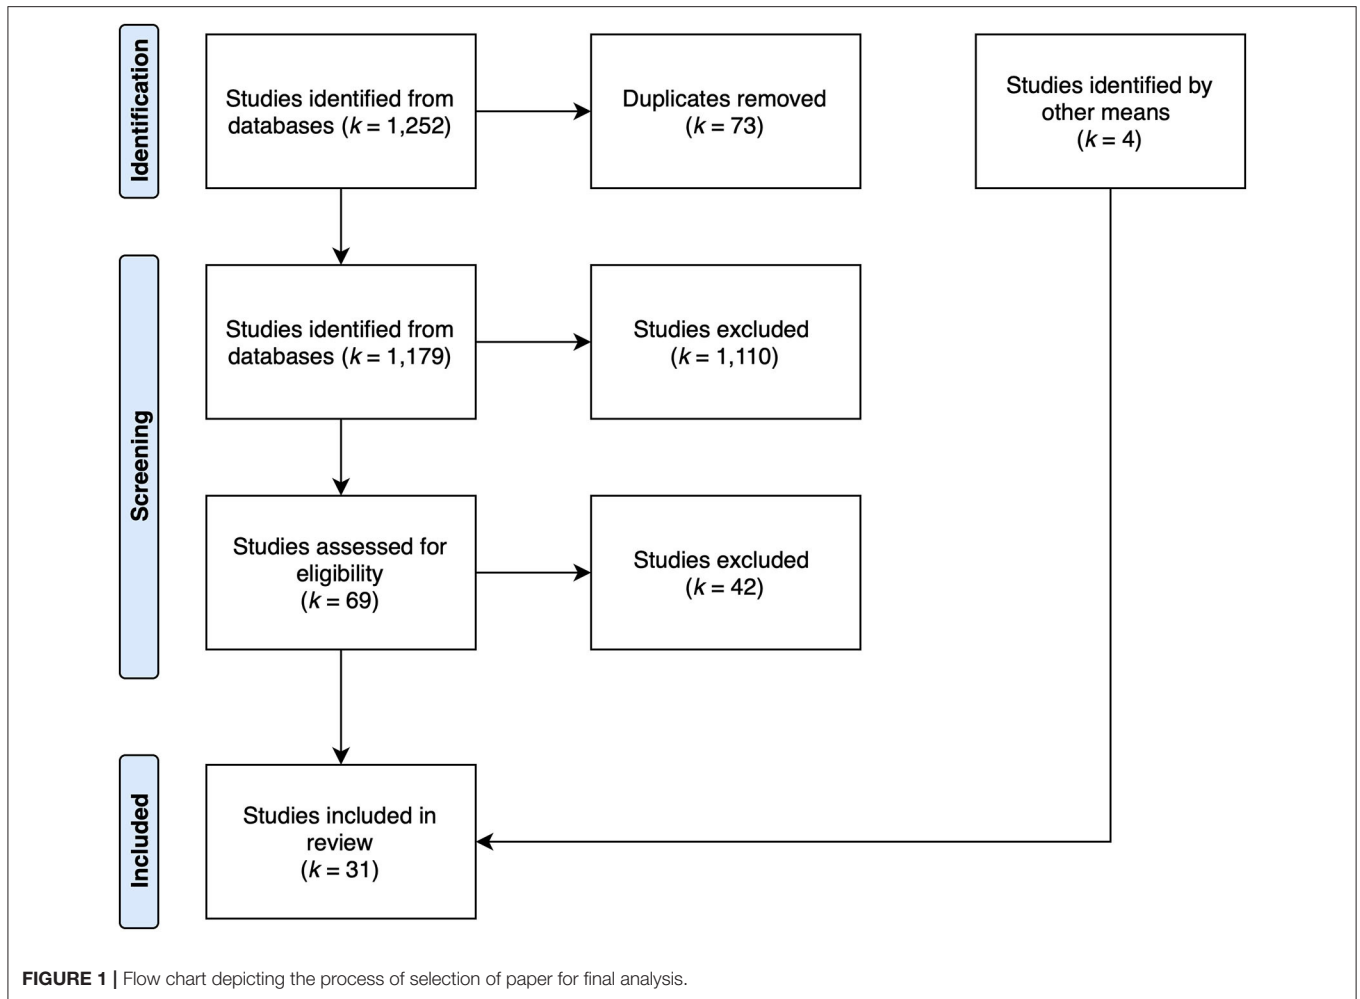 Identification
Studies identified from
databases (k = 1,252)
Duplicates removed
(k = 73)
Studies identified by
other means
(k = 4)
Screening
Studies identified from
databases (k = 1,179)
Studies excluded
(k = 1,110)
Studies assessed for
eligibility
(k = 69)
Studies excluded
(k = 42)
Included
Studies included in
review
(k = 31)
FIGURE 1 | Flow chart depicting the process of selection of paper for final analysis.